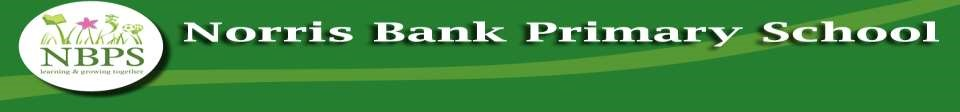 Norris Bank Primary School
NBPS
learning & growing together